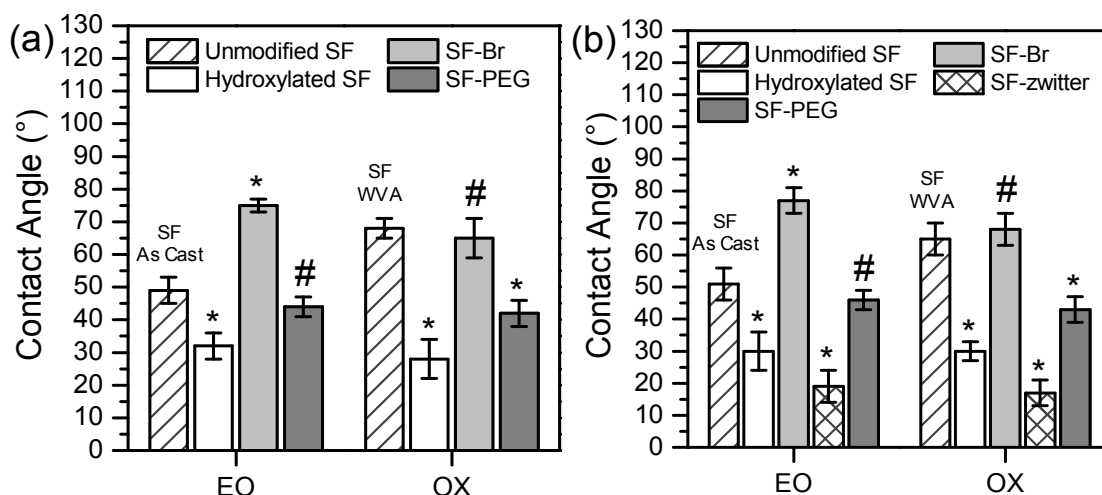 (a)
Contact Angle (°)
130
120
110
100
90
80
70
60
50
40
30
20
10
0
Unmodified SF
SF-Br
Hydroxylated SF
SF-PEG
SF
As Cast
*
*
#
SF
WVA
*
#
*
EO
OX
(b)
Contact Angle (°)
130
120
110
100
90
80
70
60
50
40
30
20
10
0
Unmodified SF
SF-Br
Hydroxylated SF
SF-zwitter
SF-PEG
SF
As Cast
*
*
*
#
SF
WVA
*
#
*
*
EO
OX